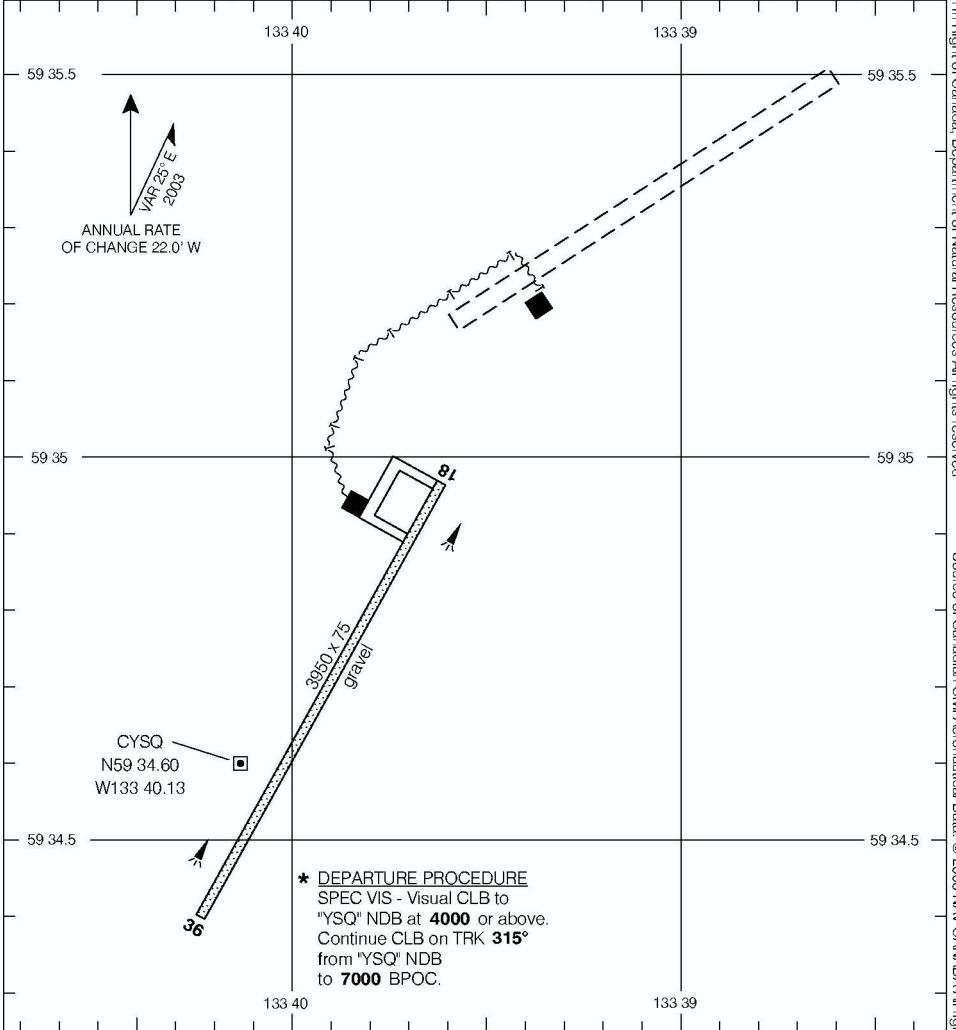 133 40
133 39
59 35.5
59 35.5
VAR 25° E
2003
ANNUAL RATE
OF CHANGE 22.0' W
59 35
59 35
18
3950 x 75
gravel
CYSQ
N59 34.60
W133 40.13
59 34.5
59 34.5
36
* DEPARTURE PROCEDURE
SPEC VIS - Visual CLB to
"YSQ" NDB at 4000 or above.
Continue CLB on TRK 315°
from "YSQ" NDB
to 7000 BPOC.
133 40
133 39